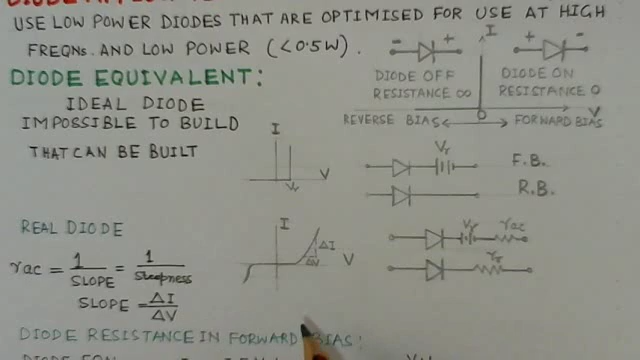 USE LOW POWER DIODES THAT ARE OPTIMISED FOR USE AT HIGH
FREQNS. AND LOW POWER (<0.5W).
DIODE EQUIVALENT:
IDEAL DIODE
IMPOSSIBLE TO BUILD
THAT CAN BE BUILT
- + I - +
DIODE OFF
RESISTANCE ∞
DIODE ON
RESISTANCE 0
V
REVERSE BIAS ← → FORWARD BIAS
0
I
V
Vr
Vr
F.B.
R.B.
REAL DIODE
rac = 1/SLOPE = 1/Steepness
SLOPE = ΔI/ΔV
I
ΔI
ΔV
V
Vr rac
rr
DIODE RESISTANCE IN FORWARD BIAS: